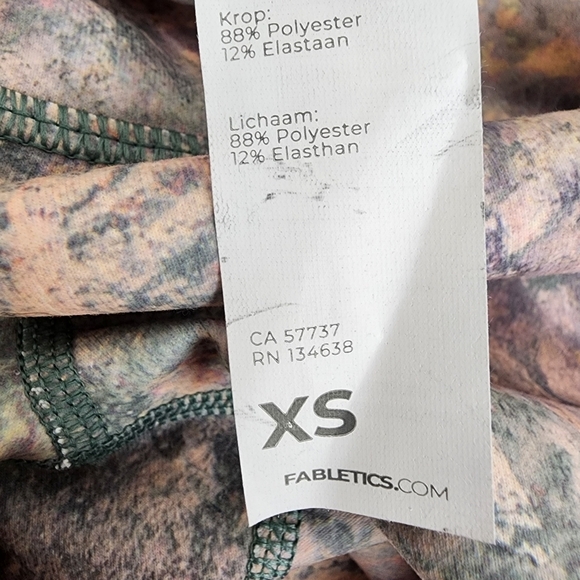 Krop:
88% Polyester
12% Elastaan
Lichaam:
88% Polyester
12% Elasthan
CA 57737
RN 134638
XS
FABLETICS.COM